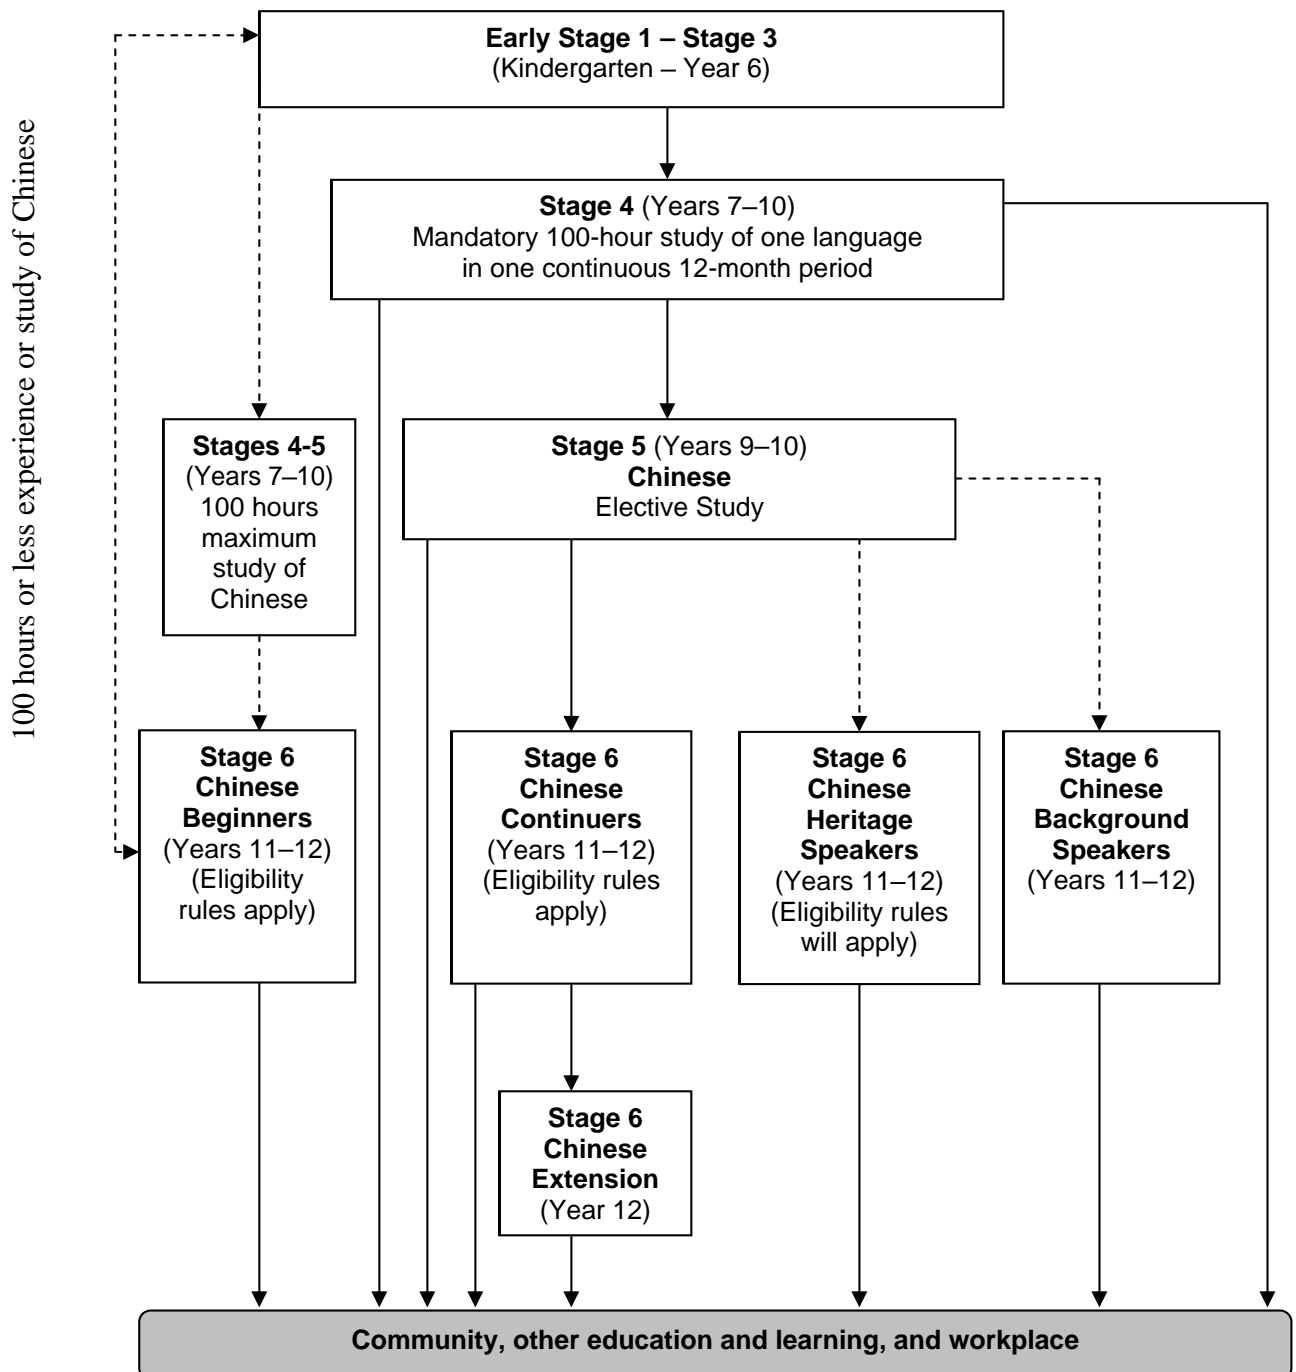 100 hours or less experience or study of Chinese
Early Stage 1 – Stage 3
(Kindergarten – Year 6)
Stage 4 (Years 7–10)
Mandatory 100-hour study of one language
in one continuous 12-month period
Stages 4-5
(Years 7–10)
100 hours
maximum
study of
Chinese
Stage 5 (Years 9–10)
Chinese
Elective Study
Stage 6
Chinese
Beginners
(Years 11–12)
(Eligibility
rules apply)
Stage 6
Chinese
Continuers
(Years 11–12)
(Eligibility rules
apply)
Stage 6
Chinese
Heritage
Speakers
(Years 11–12)
(Eligibility rules
will apply)
Stage 6
Chinese
Background
Speakers
(Years 11–12)
Stage 6
Chinese
Extension
(Year 12)
Community, other education and learning, and workplace